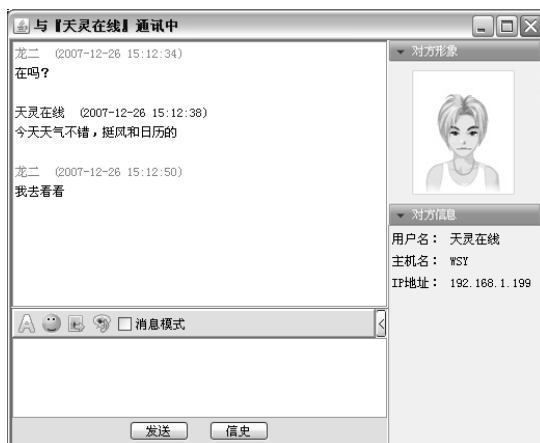 与『天灵在线』通讯中
龙二 (2007-12-26 15:12:34)
在吗?
天灵在线 (2007-12-26 15:12:38)
今天天气不错，挺风和日历的
龙二 (2007-12-26 15:12:50)
我去看看
消息模式
发送 信史
对方形象
对方信息
用户名： 天灵在线
主机名： WSY
IP地址： 192.168.1.199